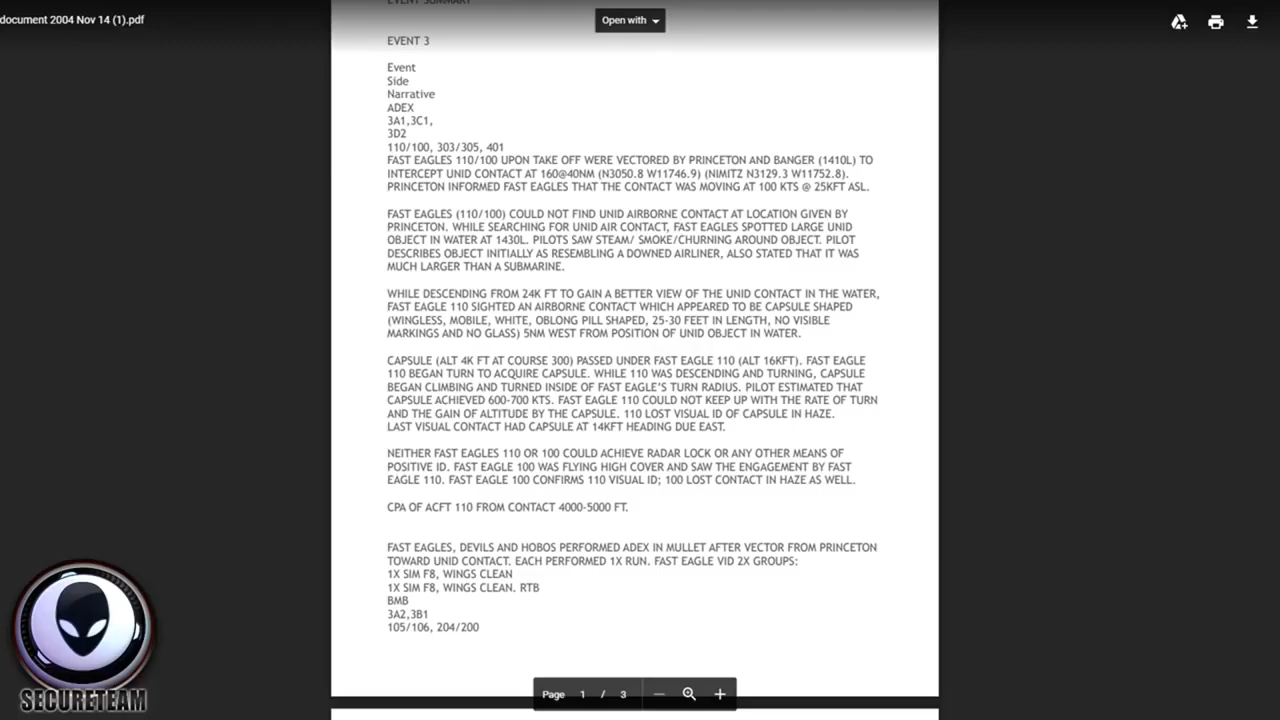 document 2004 Nov 14 (1).pdf
Open with
EVENT SUMMARY
EVENT 3
Event
Side
Narrative
ADEX
3A1,3C1,
3D2
110/100, 303/305, 401
FAST EAGLES 110/100 UPON TAKE OFF WERE VECTORED BY PRINCETON AND BANGER (1410L) TO
INTERCEPT UNID CONTACT AT 160@40NM (N3050.8 W11746.9) (NIMITZ N3129.3 W11752.8).
PRINCETON INFORMED FAST EAGLES THAT THE CONTACT WAS MOVING AT 100 KTS @ 25KFT ASL.
FAST EAGLES (110/100) COULD NOT FIND UNID AIRBORNE CONTACT AT LOCATION GIVEN BY
PRINCETON. WHILE SEARCHING FOR UNID AIR CONTACT, FAST EAGLES SPOTTED LARGE UNID
OBJECT IN WATER AT 1430L. PILOTS SAW STEAM/ SMOKE/CHURNING AROUND OBJECT. PILOT
DESCRIBES OBJECT INITIALLY AS RESEMBLING A DOWNED AIRLINER, ALSO STATED THAT IT WAS
MUCH LARGER THAN A SUBMARINE.
WHILE DESCENDING FROM 24K FT TO GAIN A BETTER VIEW OF THE UNID CONTACT IN THE WATER,
FAST EAGLE 110 SIGHTED AN AIRBORNE CONTACT WHICH APPEARED TO BE CAPSULE SHAPED
(WINGLESS, MOBILE, WHITE, OBLONG PILL SHAPED, 25-30 FEET IN LENGTH, NO VISIBLE
MARKINGS AND NO GLASS) 5NM WEST FROM POSITION OF UNID OBJECT IN WATER.
CAPSULE (ALT 4K FT AT COURSE 300) PASSED UNDER FAST EAGLE 110 (ALT 16KFT). FAST EAGLE
110 BEGAN TURN TO ACQUIRE CAPSULE. WHILE 110 WAS DESCENDING AND TURNING, CAPSULE
BEGAN CLIMBING AND TURNED INSIDE OF FAST EAGLE'S TURN RADIUS. PILOT ESTIMATED THAT
CAPSULE ACHIEVED 600-700 KTS. FAST EAGLE 110 COULD NOT KEEP UP WITH THE RATE OF TURN
AND THE GAIN OF ALTITUDE BY THE CAPSULE. 110 LOST VISUAL ID OF CAPSULE IN HAZE.
LAST VISUAL CONTACT HAD CAPSULE AT 14KFT HEADING DUE EAST.
NEITHER FAST EAGLES 110 OR 100 COULD ACHIEVE RADAR LOCK OR ANY OTHER MEANS OF
POSITIVE ID. FAST EAGLE 100 WAS FLYING HIGH COVER AND SAW THE ENGAGEMENT BY FAST
EAGLE 110. FAST EAGLE 100 CONFIRMS 110 VISUAL ID; 100 LOST CONTACT IN HAZE AS WELL.
CPA OF ACFT 110 FROM CONTACT 4000-5000 FT.
FAST EAGLES, DEVILS AND HOBOS PERFORMED ADEX IN MULLET AFTER VECTOR FROM PRINCETON
TOWARD UNID CONTACT. EACH PERFORMED 1X RUN. FAST EAGLE VID 2X GROUPS:
1X SIM F8, WINGS CLEAN
1X SIM F8, WINGS CLEAN. RTB
BMB
3A2,3B1
105/106, 204/200
SECURETEAM
Page 1 / 3